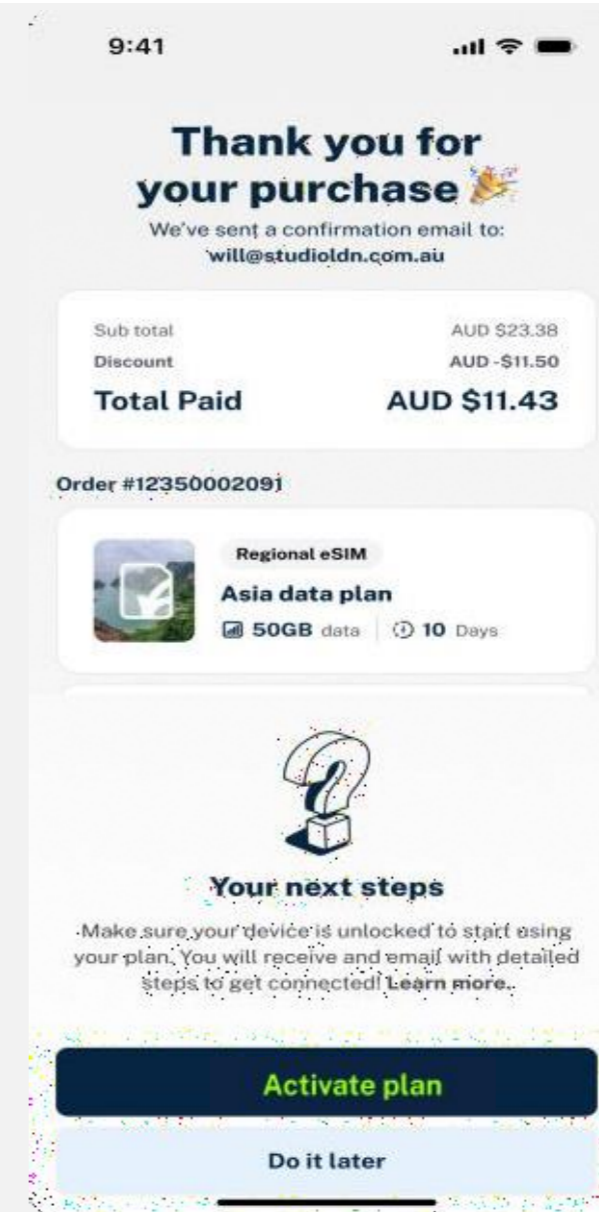 9:41
Thank you for
your purchase 🎉
We've sent a confirmation email to:
will@studioldn.com.au
Sub total AUD $23.38
Discount AUD -$11.50
Total Paid AUD $11.43
Order #12350002091
Regional eSIM
Asia data plan
50GB data 10 Days
Your next steps
Make sure your device is unlocked to start using
your plan. You will receive and email with detailed
steps to get connected! Learn more.
Activate plan
Do it later